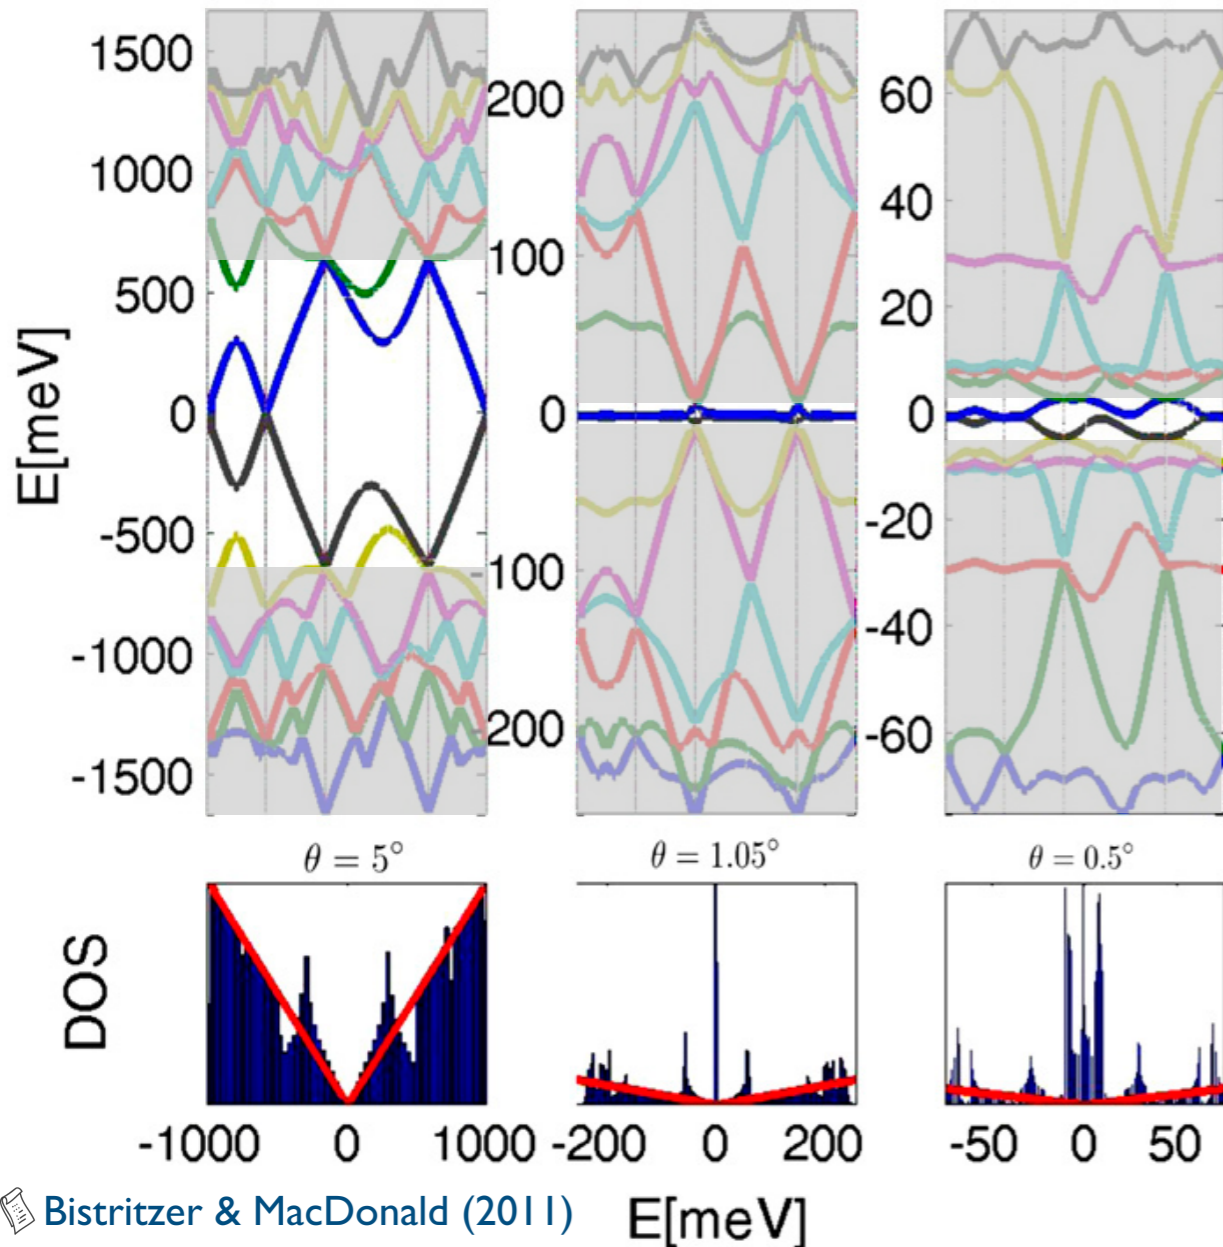 E[meV]
1500
1000
500
0
-500
-1000
-1500
200
100
0
100
200
60
40
20
0
-20
-40
-60
θ = 5°
θ = 1.05°
θ = 0.5°
DOS
-1000 0 1000
-200 0 200
-50 0 50
Bistritzer & MacDonald (2011)
E[meV]